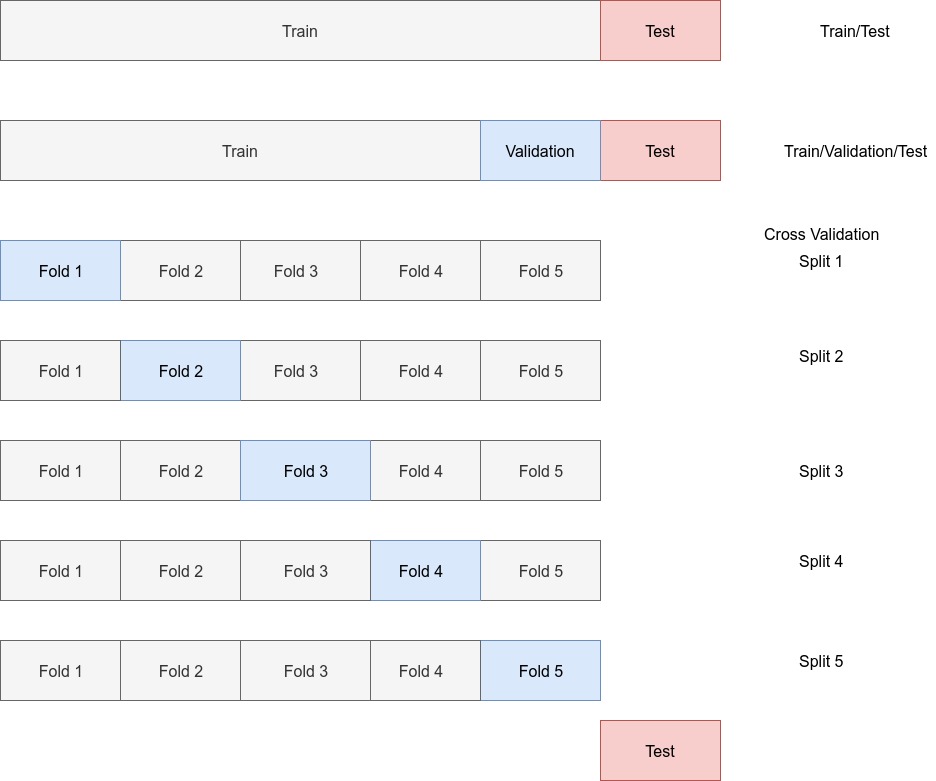 Train Test Train/Test
Train Validation Test Train/Validation/Test
Cross Validation
Fold 1 Fold 2 Fold 3 Fold 4 Fold 5 Split 1
Fold 1 Fold 2 Fold 3 Fold 4 Fold 5 Split 2
Fold 1 Fold 2 Fold 3 Fold 4 Fold 5 Split 3
Fold 1 Fold 2 Fold 3 Fold 4 Fold 5 Split 4
Fold 1 Fold 2 Fold 3 Fold 4 Fold 5 Split 5
Test